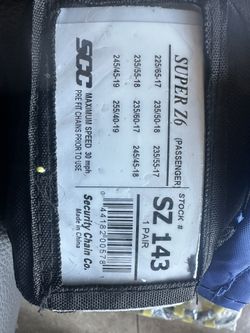 SUPER Z6
(PASSENGER
225/65-17 235/50-18 235/55-17
235/55-18 235/60-17 245/45-18
245/45-19 255/40-19
SCC
MAXIMUM SPEED 30 mph
PRE FIT CHAINS PRIOR TO USE
STOCK #
SZ 143
1 PAIR
44182 00578
Security Chain Co.
Made in China